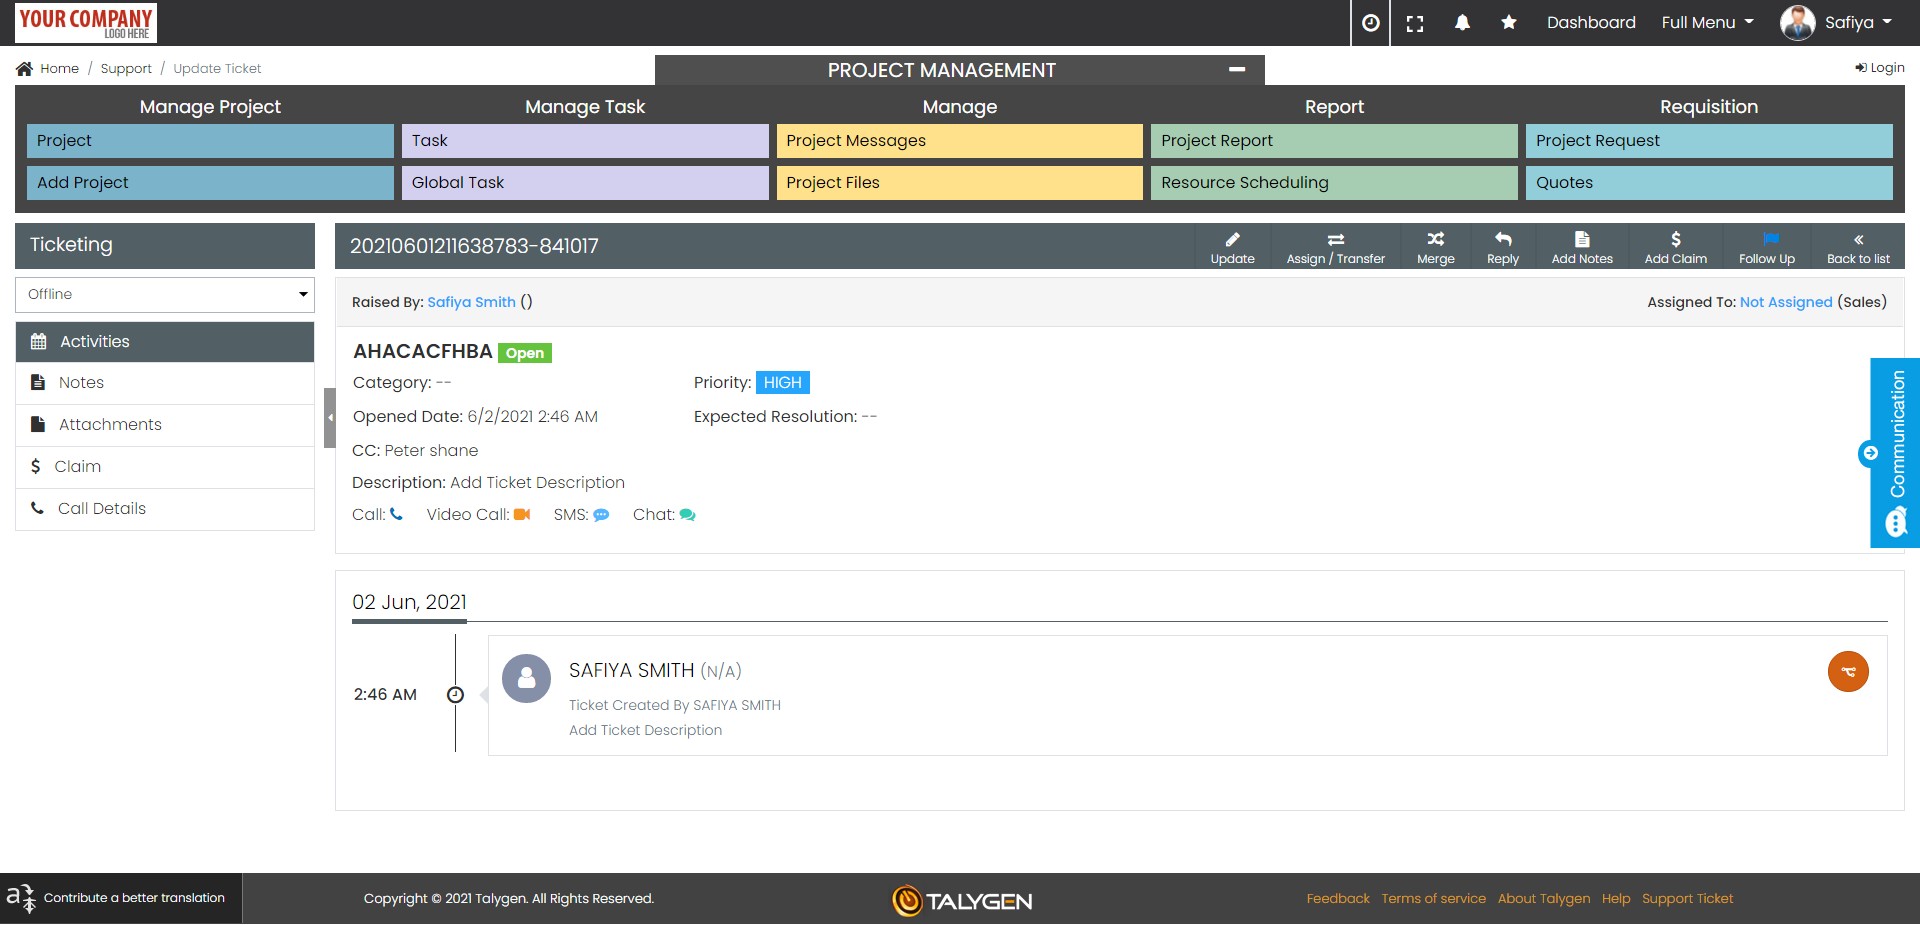 YOUR COMPANY
LOGO HERE
Dashboard
Full Menu
Safiya
Home / Support / Update Ticket
PROJECT MANAGEMENT
Login
Manage Project
Manage Task
Manage
Report
Requisition
Project
Task
Project Messages
Project Report
Project Request
Add Project
Global Task
Project Files
Resource Scheduling
Quotes
Ticketing
20210601211638783-841017
Update
Assign / Transfer
Merge
Reply
Add Notes
Add Claim
Follow Up
Back to list
Offline
Activities
Notes
Attachments
Claim
Call Details
Raised By: Safiya Smith ()
Assigned To: Not Assigned (Sales)
AHACACFHBA Open
Category: --
Priority: HIGH
Opened Date: 6/2/2021 2:46 AM
Expected Resolution: --
CC: Peter shane
Description: Add Ticket Description
Call:
Video Call:
SMS:
Chat:
Communication
02 Jun, 2021
2:46 AM
SAFIYA SMITH (N/A)
Ticket Created By SAFIYA SMITH
Add Ticket Description
Contribute a better translation
Copyright © 2021 Talygen. All Rights Reserved.
TALYGEN
Feedback
Terms of service
About Talygen
Help
Support Ticket